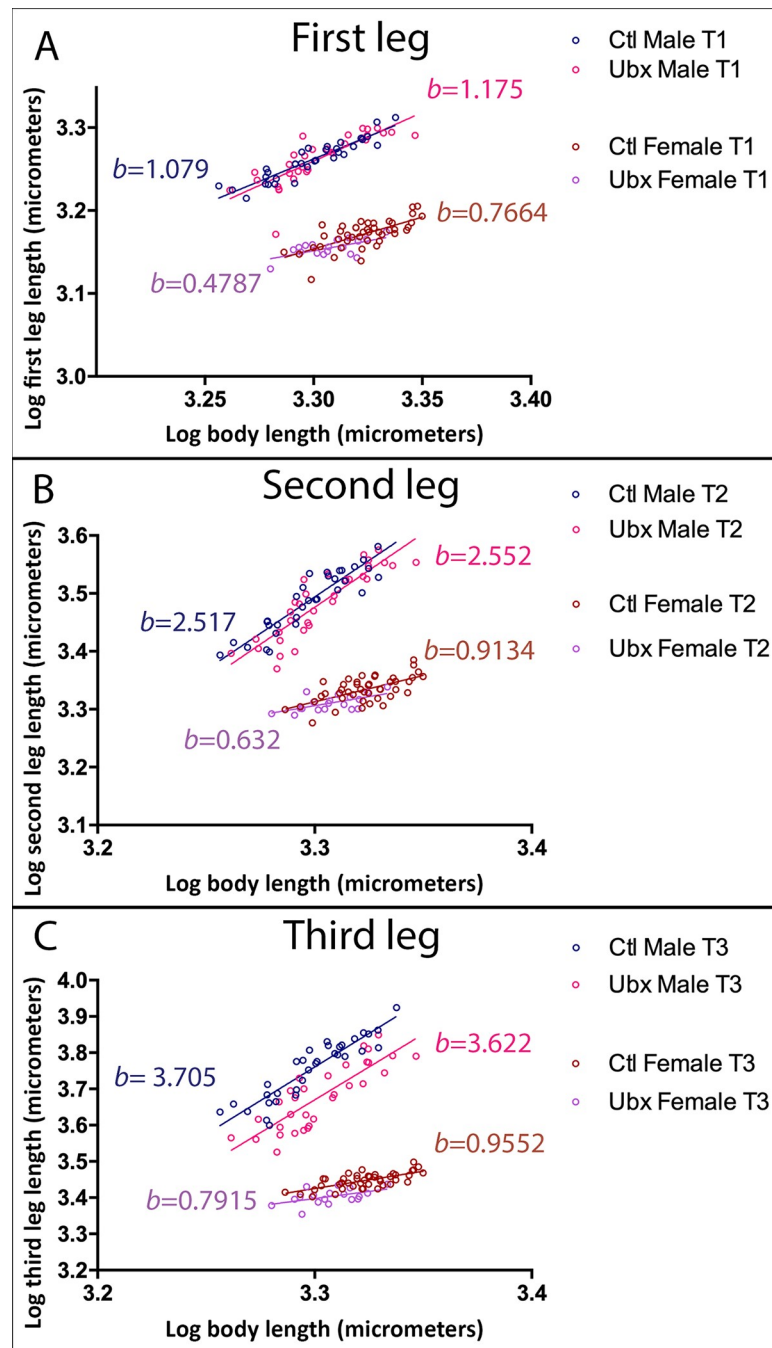 A
First leg
Ctl Male T1
Ubx Male T1
Ctl Female T1
Ubx Female T1
b=1.175
b=1.079
b=0.7664
b=0.4787
Log first leg length (micrometers)
3.3
3.2
3.1
3.0
3.25 3.30 3.35 3.40
Log body length (micrometers)
B
Second leg
Ctl Male T2
Ubx Male T2
Ctl Female T2
Ubx Female T2
b=2.552
b=2.517
b=0.9134
b=0.632
Log second leg length (micrometers)
3.6
3.5
3.4
3.3
3.2
3.1
3.2 3.3 3.4
Log body length (micrometers)
C
Third leg
Ctl Male T3
Ubx Male T3
Ctl Female T3
Ubx Female T3
b=3.622
b= 3.705
b=0.9552
b=0.7915
Log third leg length (micrometers)
4.0
3.9
3.8
3.7
3.6
3.5
3.4
3.3
3.2
3.2 3.3 3.4
Log body length (micrometers)